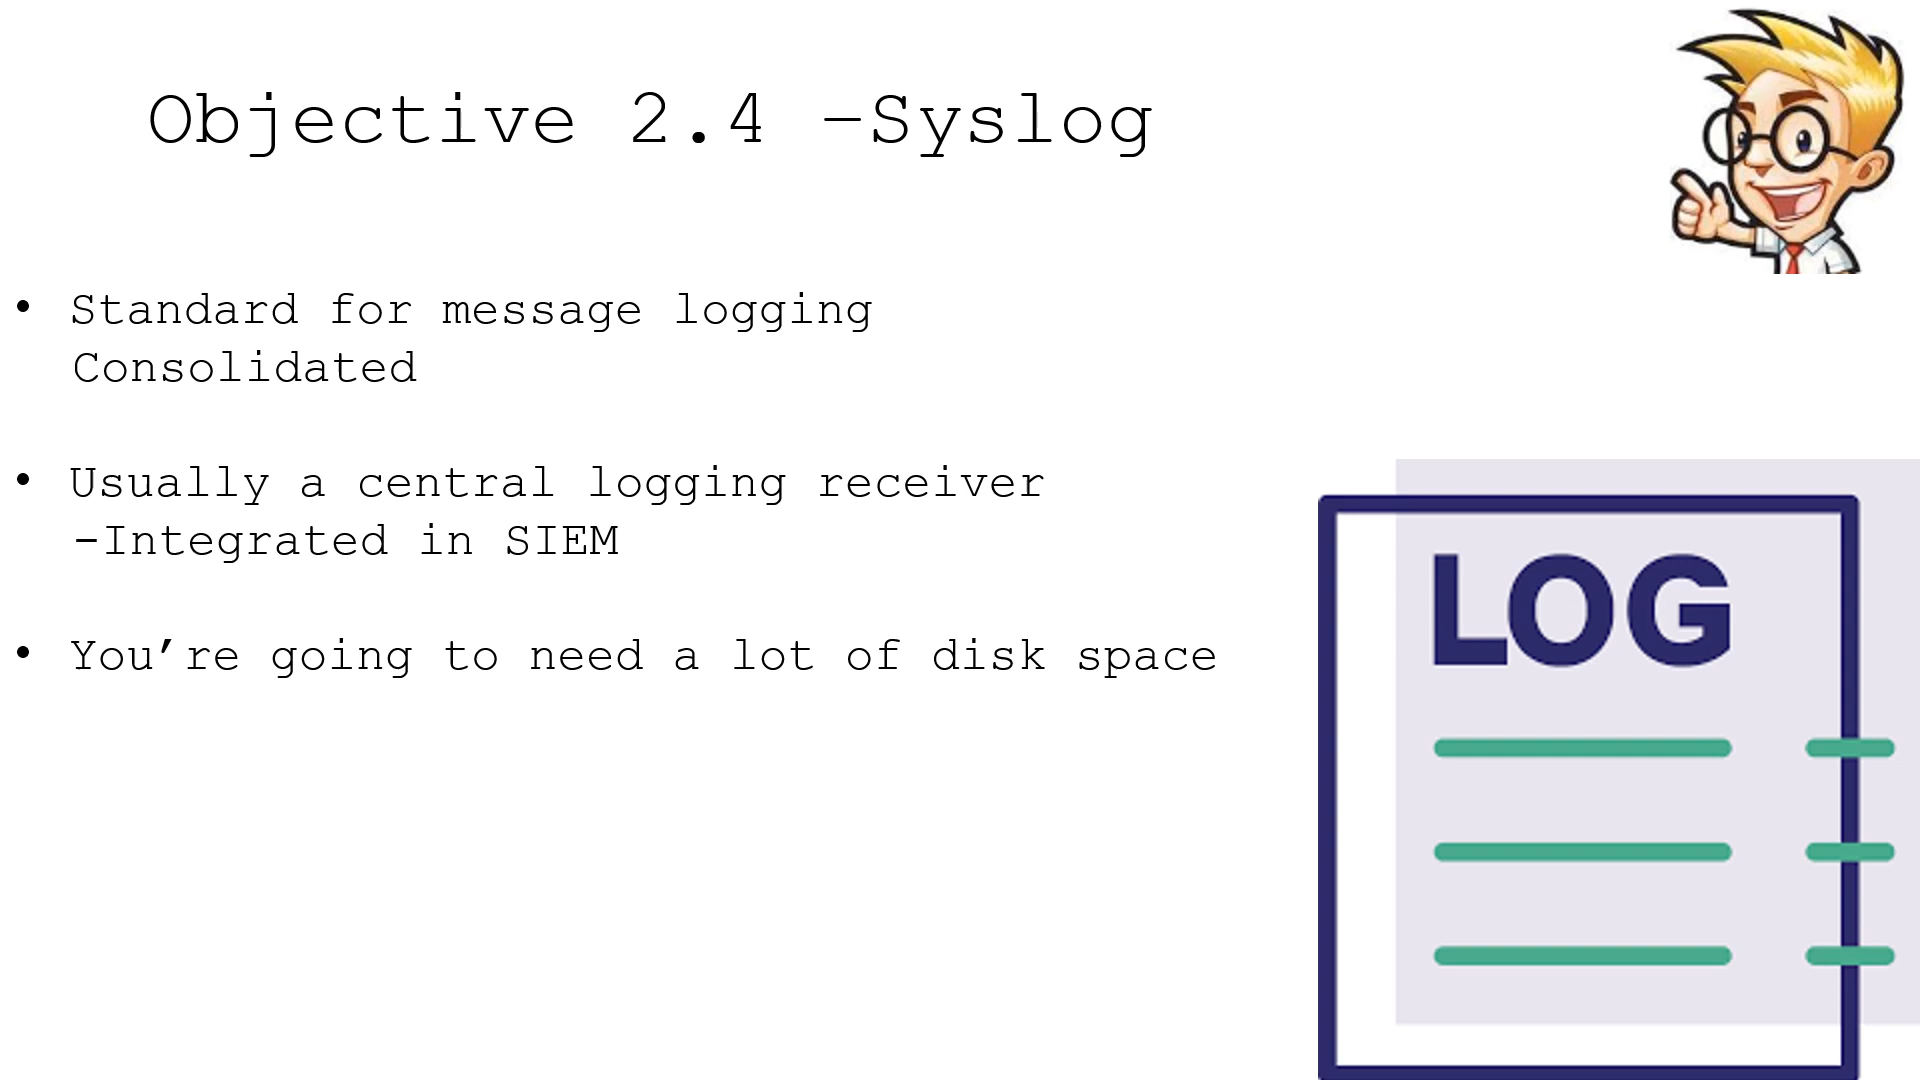 Objective 2.4 –Syslog
• Standard for message logging
Consolidated
• Usually a central logging receiver
-Integrated in SIEM
• You’re going to need a lot of disk space
LOG